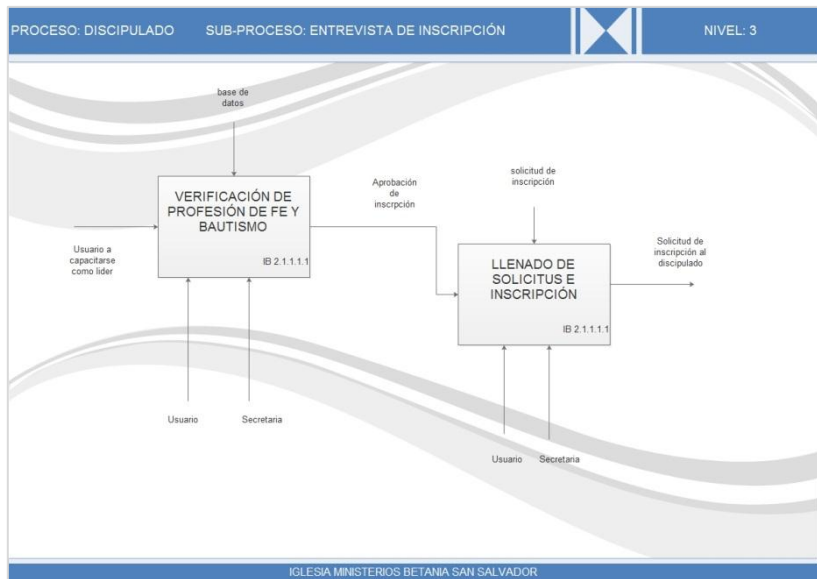 PROCESO: DISCIPULADO SUB-PROCESO: ENTREVISTA DE INSCRIPCIÓN NIVEL: 3
base de
datos
VERIFICACIÓN DE
PROFESIÓN DE FE Y
BAUTISMO
IB 2.1.1.1.1
Usuario a
capacitarse
como lider
Usuario
Secretaria
Aprobación
de
inscrpción
solicitud de
inscripción
LLENADO DE
SOLICITUS E
INSCRIPCIÓN
IB 2.1.1.1.1
Solicitud de
inscripción al
discipulado
Usuario
Secretaria
IGLESIA MINISTERIOS BETANIA SAN SALVADOR